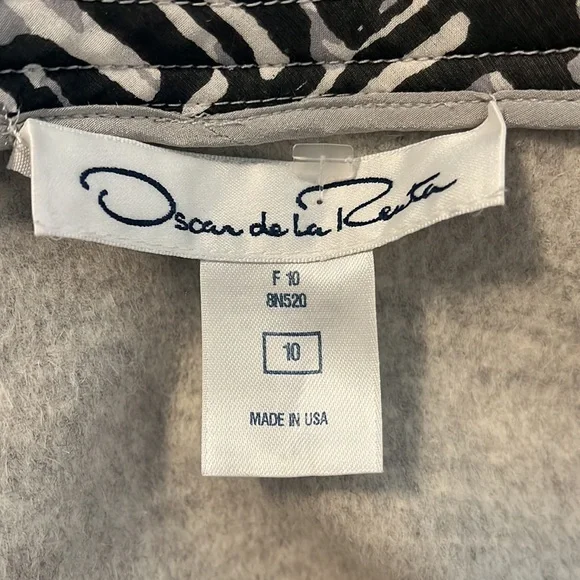 Oscar de la Renta
F 10
8N520
10
MADE IN USA